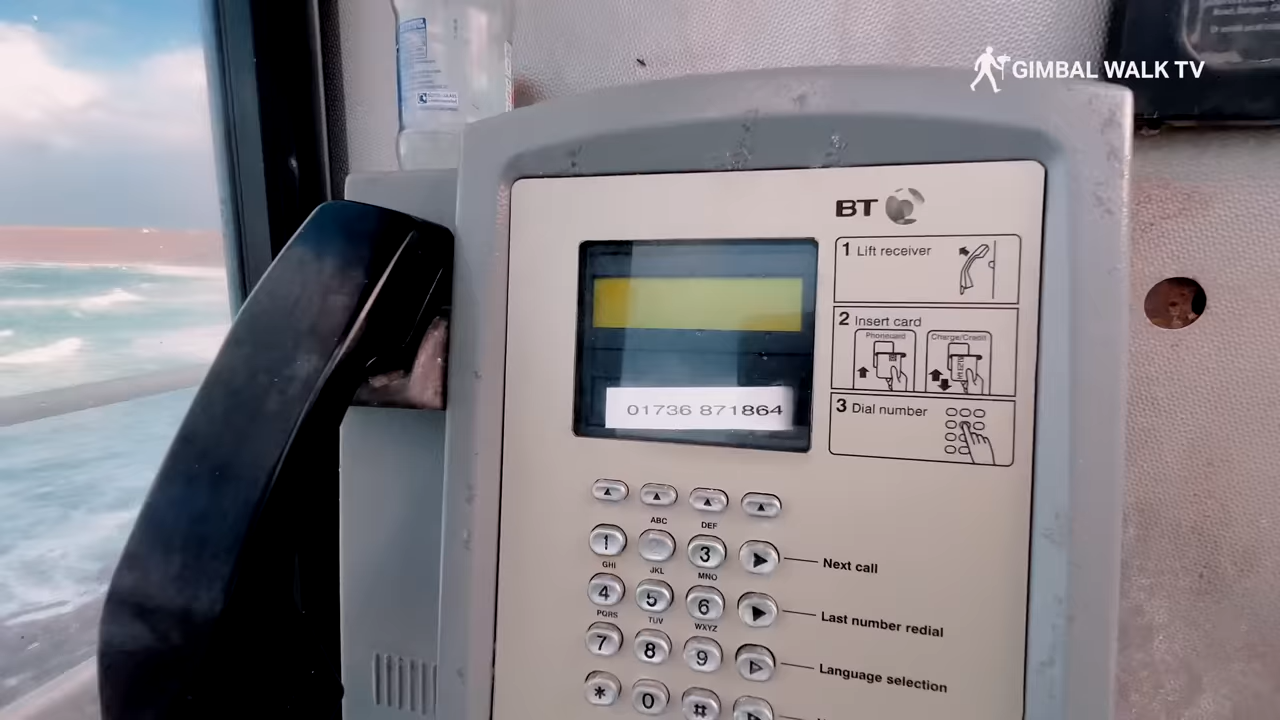 GIMBAL WALK TV
BT
1 Lift receiver
2 Insert card
Phonecard
Charge/Credit
3 Dial number
01736 871864
ABC
DEF
1
3
Next call
GHI
JKL
MNO
4
5
6
Last number redial
PQRS
TUV
WXYZ
7
8
9
Language selection
*
0
#